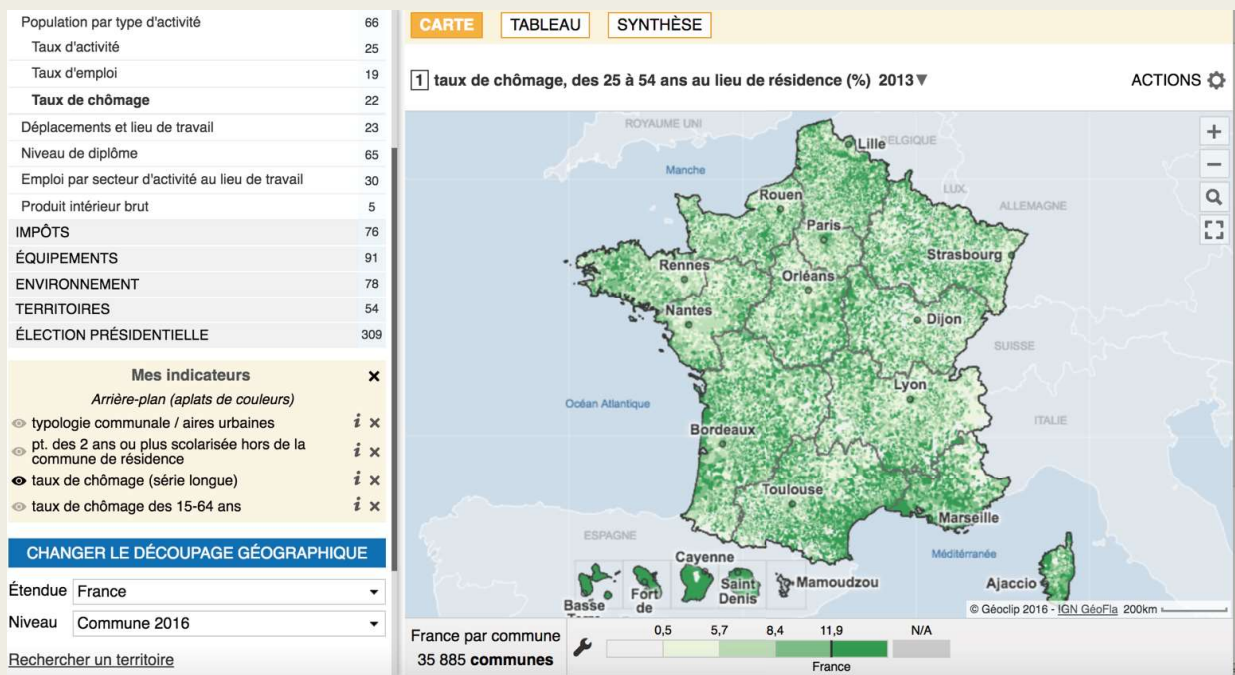 Population par type d'activité 66
Taux d'activité 25
Taux d'emploi 19
Taux de chômage 22
Déplacements et lieu de travail 23
Niveau de diplôme 65
Emploi par secteur d'activité au lieu de travail 30
Produit intérieur brut 5
IMPÔTS 76
ÉQUIPEMENTS 91
ENVIRONNEMENT 78
TERRITOIRES 54
ÉLECTION PRÉSIDENTIELLE 309
Mes indicateurs
Arrière-plan (aplats de couleurs)
typologie communale / aires urbaines
pt. des 2 ans ou plus scolarisée hors de la
commune de résidence
taux de chômage (série longue)
taux de chômage des 15-64 ans
CHANGER LE DÉCOUPAGE GÉOGRAPHIQUE
Étendue France
Niveau Commune 2016
Rechercher un territoire
CARTE TABLEAU SYNTHÈSE
1 taux de chômage, des 25 à 54 ans au lieu de résidence (%) 2013
ACTIONS
ROYAUME UNI
Lille
BELGIQUE
Manche
LUX.
Rouen
ALLEMAGNE
Paris
Strasbourg
Rennes
Orléans
Nantes
Dijon
SUISSE
Lyon
Océan Atlantique
ITALIE
Bordeaux
Toulouse
Marseille
ESPAGNE
Cayenne
Méditérranée
Saint
Denis
Mamoudzou
Ajaccio
Basse
Fort
de
© Géoclip 2016 - IGN GéoFla 200km
France par commune
35 885 communes
0,5 5,7 8,4 11,9 N/A
France